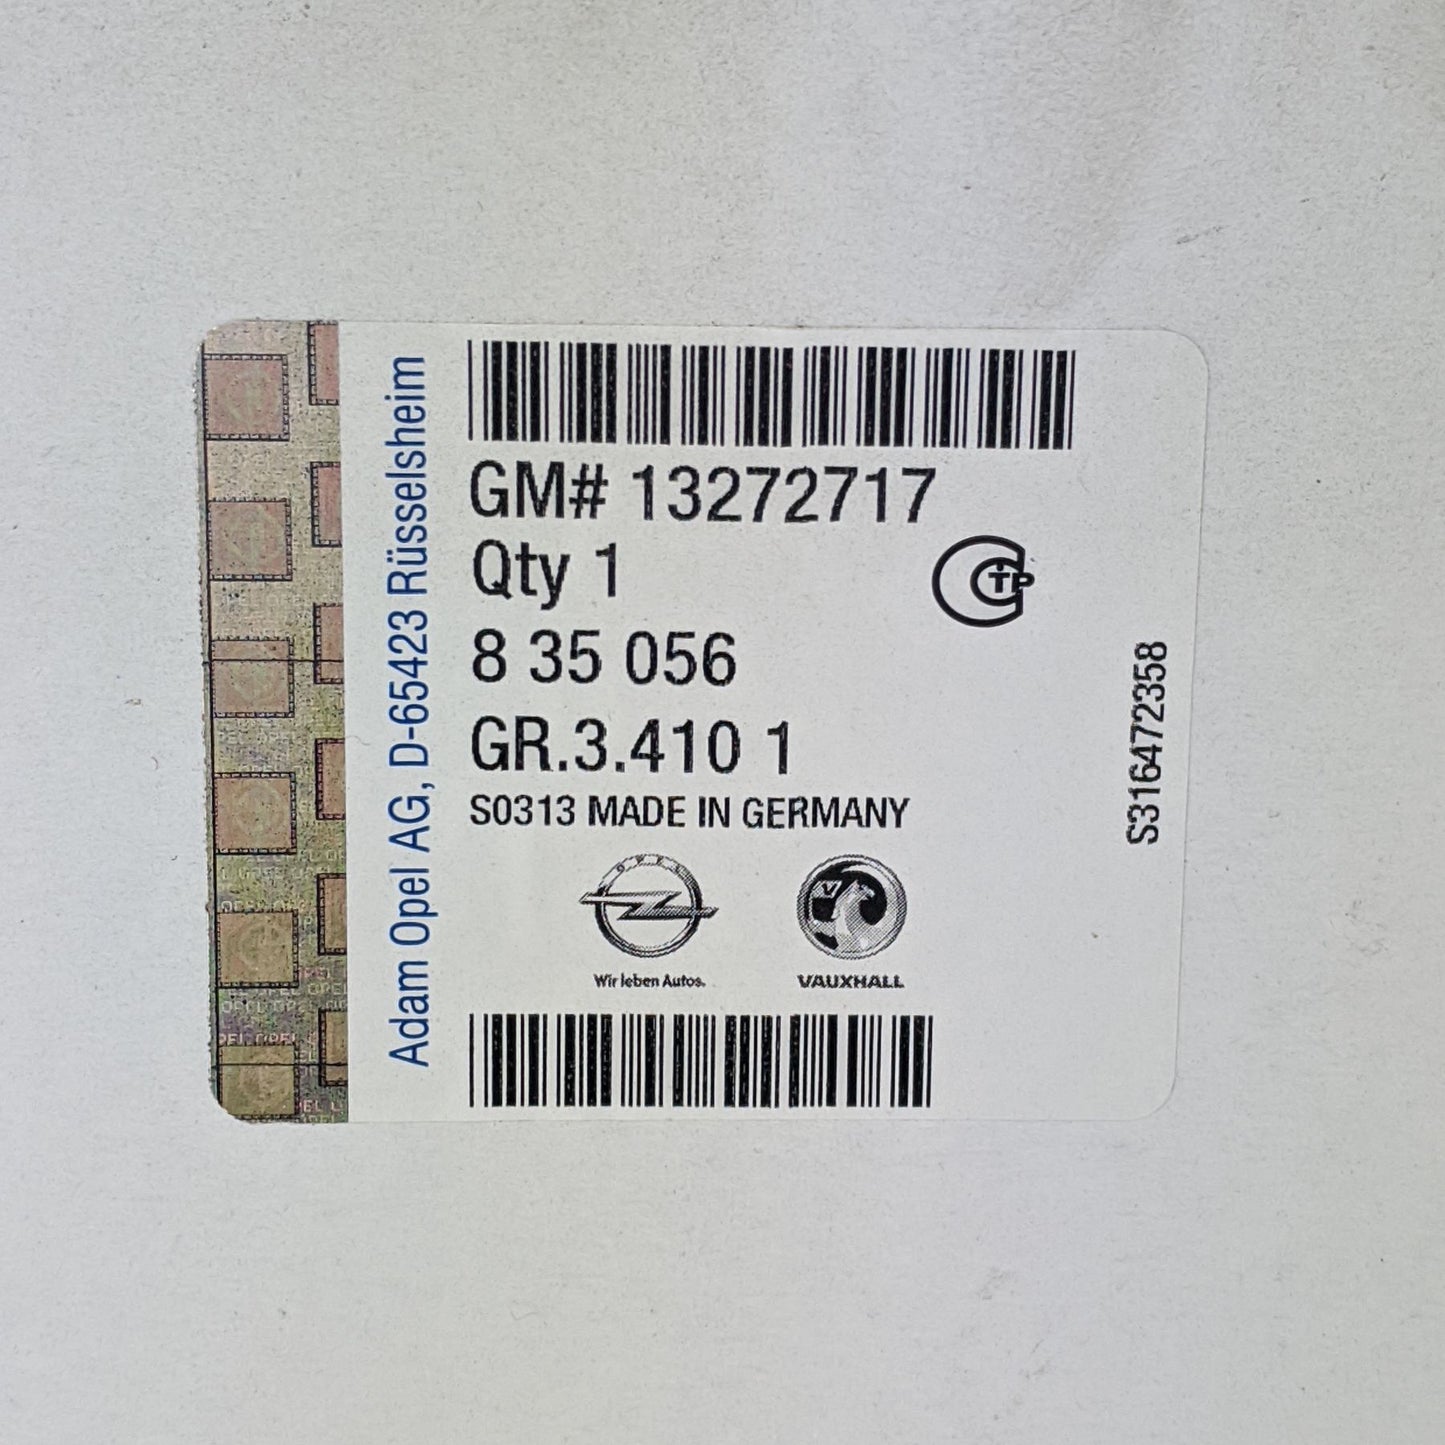 Adam Opel AG, D-65423 Rüsselsheim
GM# 13272717
Qty 1
8 35 056
GR.3.410 1
S0313 MADE IN GERMANY
OPEL
Wir leben Autos.
V
VAUXHALL
S316472358